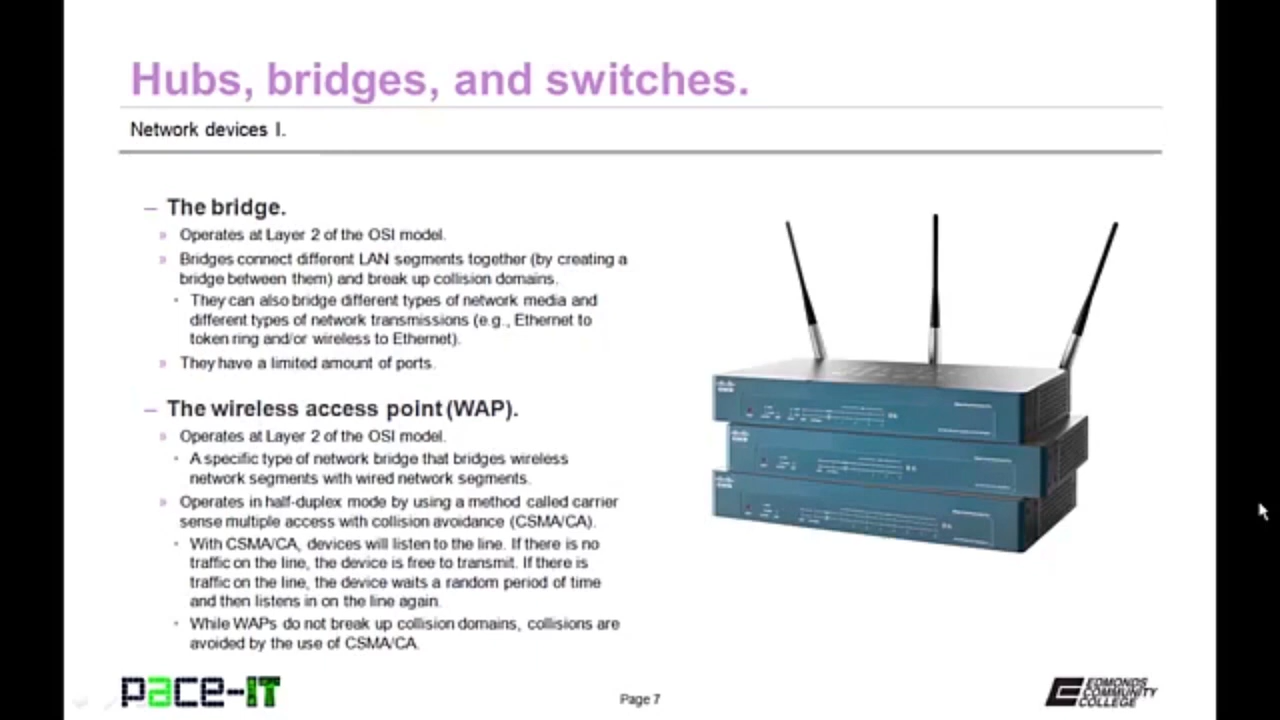 Hubs, bridges, and switches.
Network devices I.
– The bridge.
» Operates at Layer 2 of the OSI model.
» Bridges connect different LAN segments together (by creating a
bridge between them) and break up collision domains.
• They can also bridge different types of network media and
different types of network transmissions (e.g., Ethernet to
token ring and/or wireless to Ethernet).
» They have a limited amount of ports.
– The wireless access point (WAP).
» Operates at Layer 2 of the OSI model.
• A specific type of network bridge that bridges wireless
network segments with wired network segments.
» Operates in half-duplex mode by using a method called carrier
sense multiple access with collision avoidance (CSMA/CA).
• With CSMA/CA, devices will listen to the line. If there is no
traffic on the line, the device is free to transmit. If there is
traffic on the line, the device waits a random period of time
and then listens in on the line again.
• While WAPs do not break up collision domains, collisions are
avoided by the use of CSMA/CA.
pace-IT
Page 7
EDMONDS
COMMUNITY
COLLEGE